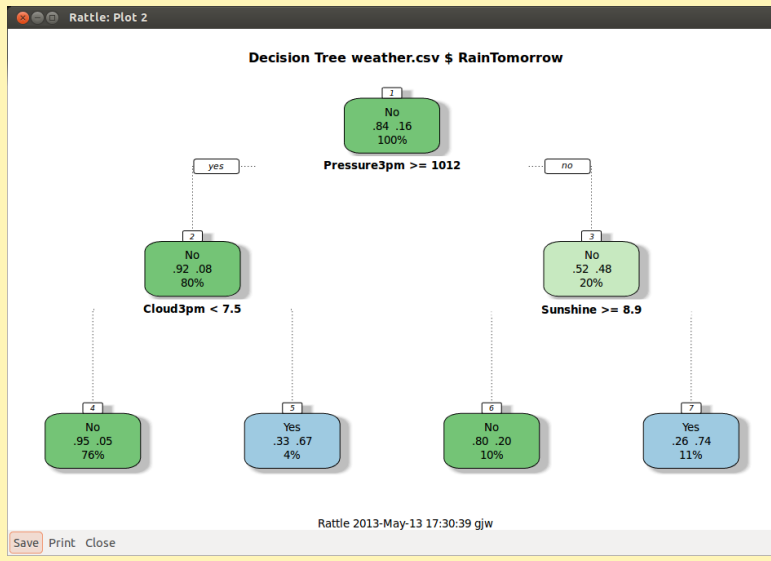 Rattle: Plot 2
Decision Tree weather.csv $ RainTomorrow
1
No
.84 .16
100%
yes
Pressure3pm >= 1012
no
2
No
.92 .08
80%
Cloud3pm < 7.5
3
No
.52 .48
20%
Sunshine >= 8.9
4
No
.95 .05
76%
5
Yes
.33 .67
4%
6
No
.80 .20
10%
7
Yes
.26 .74
11%
Rattle 2013-May-13 17:30:39 gjw
Save Print Close